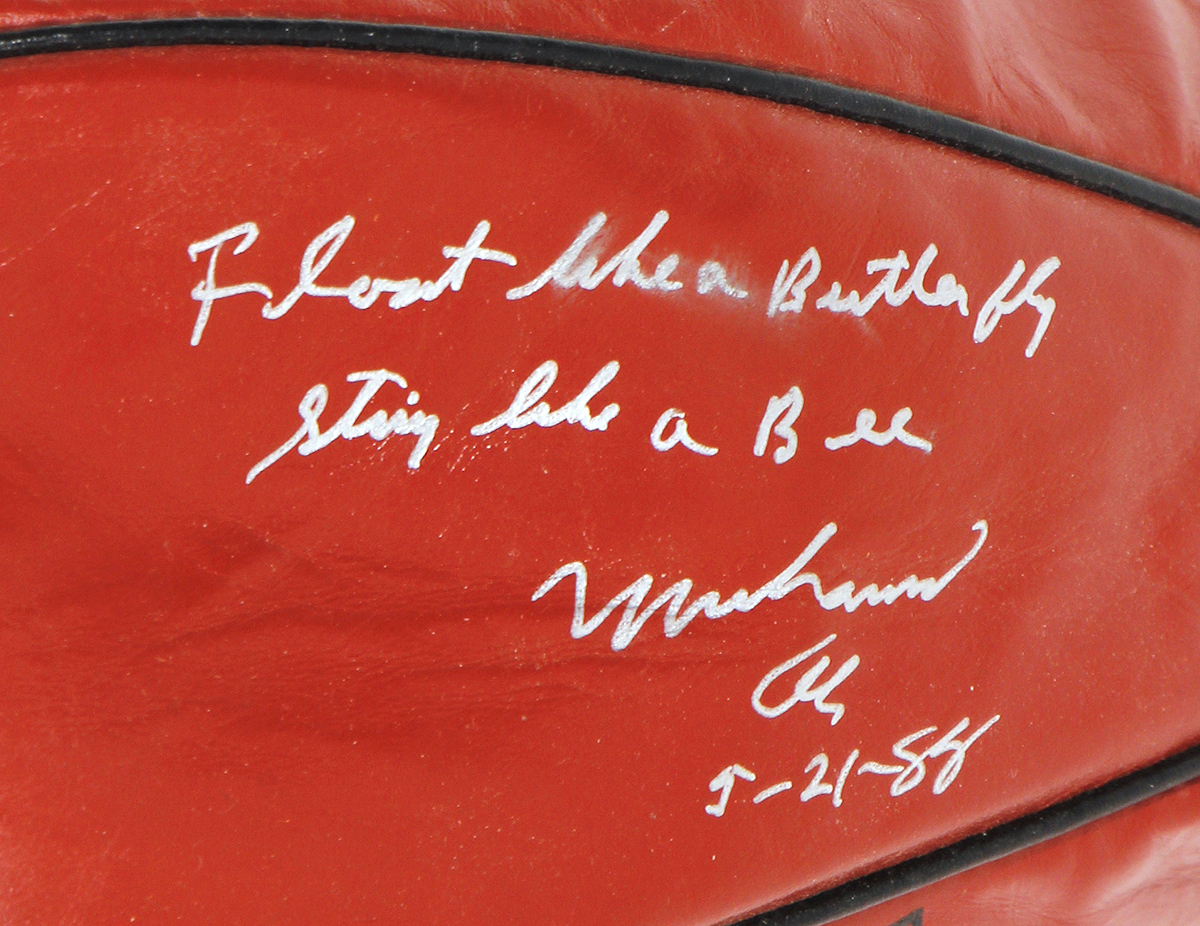 Float like a Butterfly
Sting like a Bee
Muhammad
Ali
5-21-88